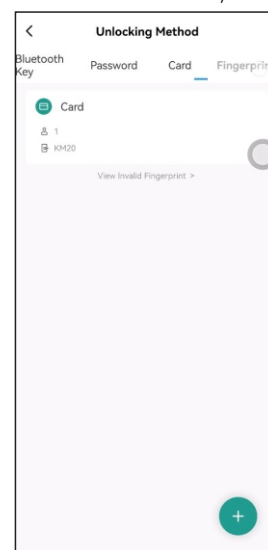 Unlocking Method
Bluetooth Key
Password
Card
Fingerprin
Card
1
KM20
View Invalid Fingerprint >